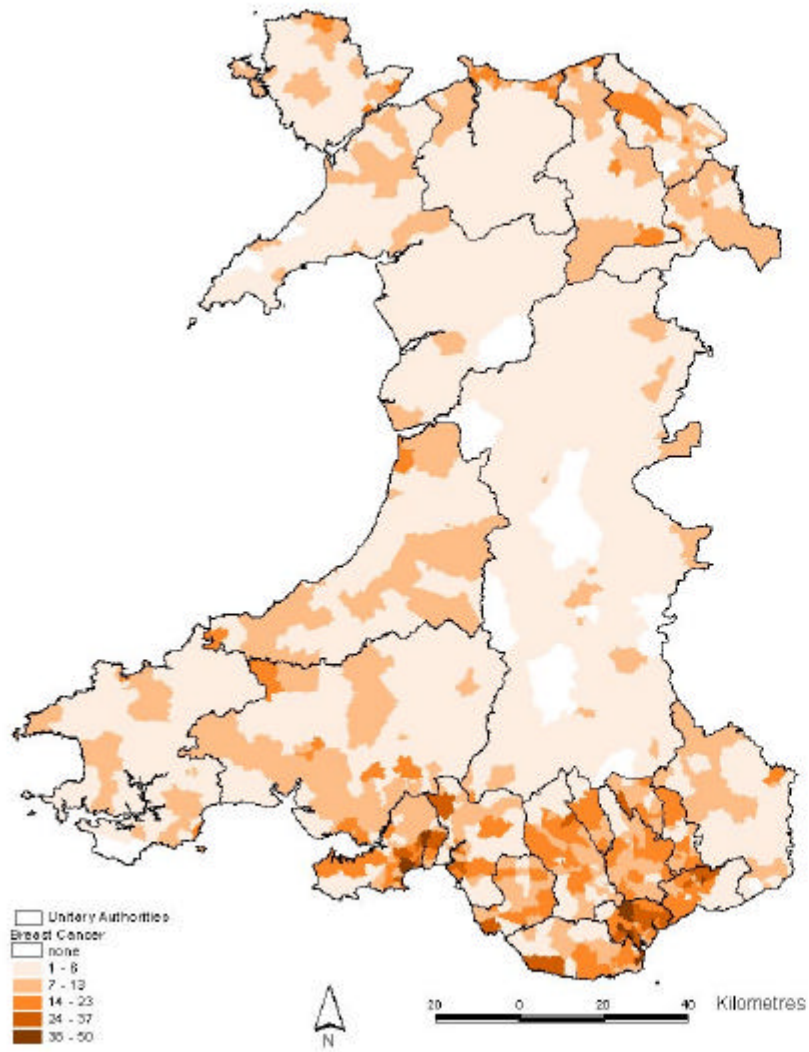 Unitary Authorities
Breast Cancer
none
1 - 6
7 - 13
14 - 23
24 - 37
38 - 50
N
20 0 20 40 Kilometres